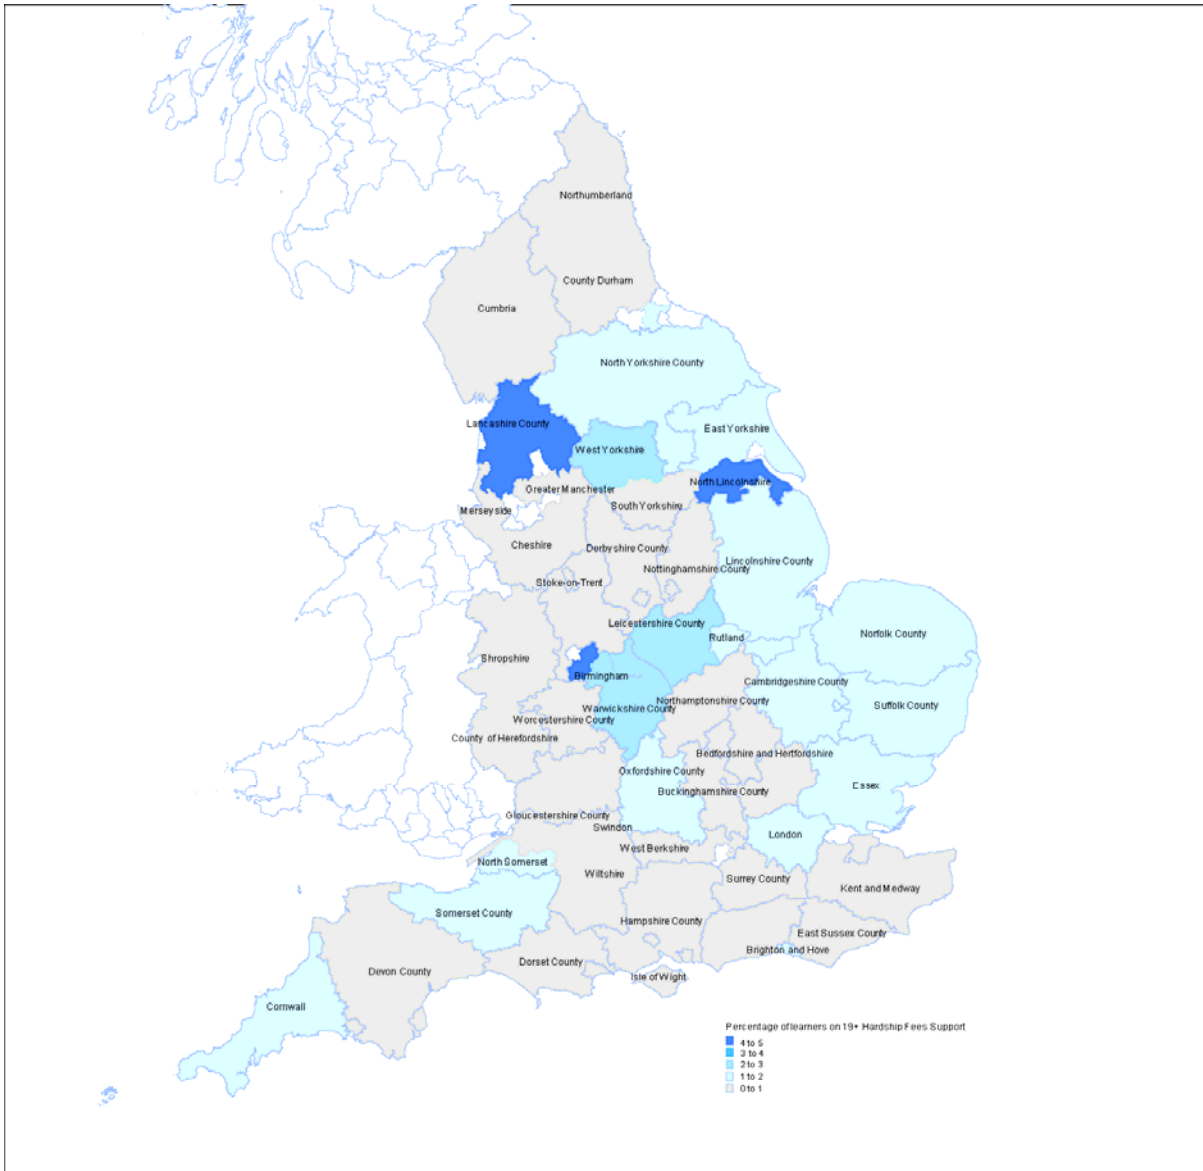 Northumberland
County Durham
Cumbria
North Yorkshire County
Lancashire County
East Yorkshire
West Yorkshire
North Lincolnshire
Greater Manchester
South Yorkshire
Merseyside
Cheshire
Derbyshire County
Lincolnshire County
Nottinghamshire County
Stoke-on-Trent
Leicestershire County
Rutland
Norfolk County
Shropshire
Birmingham
Cambridgeshire County
Northamptonshire County
Suffolk County
Warwickshire County
Worcestershire County
County of Herefordshire
Bedfordshire and Hertfordshire
Oxfordshire County
Essex
Buckinghamshire County
Gloucestershire County
Swindon
London
West Berkshire
North Somerset
Wiltshire
Surrey County
Kent and Medway
Somerset County
Hampshire County
East Sussex County
Brighton and Hove
Dorset County
Devon County
Isle of Wight
Cornwall
Percentage of learners on 19+ Hardship Fees Support
4 to 5
3 to 4
2 to 3
1 to 2
0 to 1